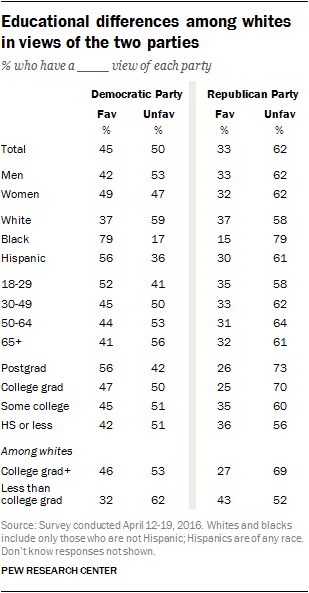 Educational differences among whites
in views of the two parties
% who have a _____ view of each party
Democratic Party Republican Party
Fav Unfav Fav Unfav
% % % %
Total 45 50 33 62
Men 42 53 33 62
Women 49 47 32 62
White 37 59 37 58
Black 79 17 15 79
Hispanic 56 36 30 61
18-29 52 41 35 58
30-49 45 50 33 62
50-64 44 53 31 64
65+ 41 56 32 61
Postgrad 56 42 26 73
College grad 47 50 25 70
Some college 45 51 35 60
HS or less 42 51 36 56
Among whites
College grad+ 46 53 27 69
Less than
college grad 32 62 43 52
Source: Survey conducted April 12-19, 2016. Whites and blacks
include only those who are not Hispanic; Hispanics are of any race.
Don't know responses not shown.
PEW RESEARCH CENTER